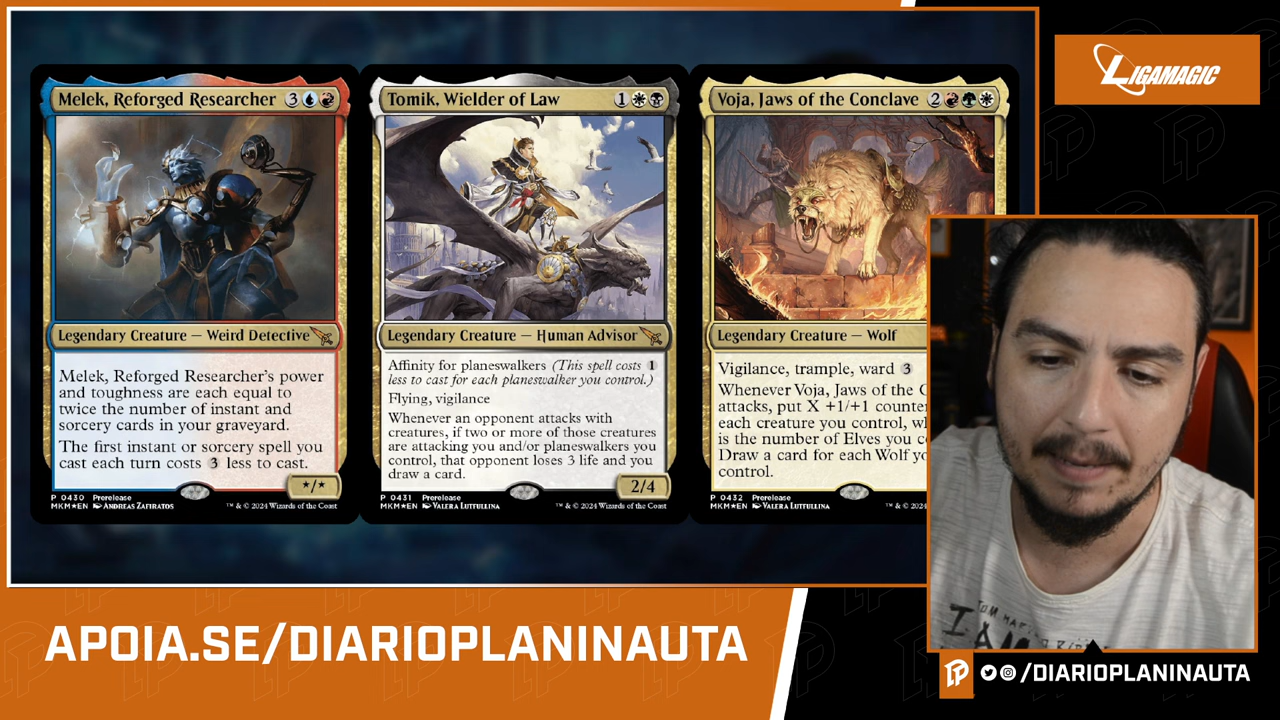 Melek, Reforged Researcher 3
Legendary Creature — Weird Detective
Melek, Reforged Researcher's power
and toughness are each equal to
twice the number of instant and
sorcery cards in your graveyard.
The first instant or sorcery spell you
cast each turn costs 3 less to cast.
*/*
P 0430 Prerelease
MKM★EN ANDREAS ZAFIRATOS
™ & © 2024 Wizards of the Coast
Tomik, Wielder of Law 1
Legendary Creature — Human Advisor
Affinity for planeswalkers (This spell costs 1
less to cast for each planeswalker you control.)
Flying, vigilance
Whenever an opponent attacks with
creatures, if two or more of those creatures
are attacking you and/or planeswalkers you
control, that opponent loses 3 life and you
draw a card.
2/4
P 0431 Prerelease
MKM★EN VALERA LUTFULLINA
™ & © 2024 Wizards of the Coast
Voja, Jaws of the Conclave 2
Legendary Creature — Wolf
Vigilance, trample, ward 3
Whenever Voja, Jaws of the C
attacks, put X +1/+1 counte
each creature you control, w
is the number of Elves you c
Draw a card for each Wolf y
control.
P 0432 Prerelease
MKM★EN VALERA LUTFULLINA
™ & © 202
LIGAMAGIC
APOIA.SE/DIARIOPLANINAUTA
/DIARIOPLANINAUTA